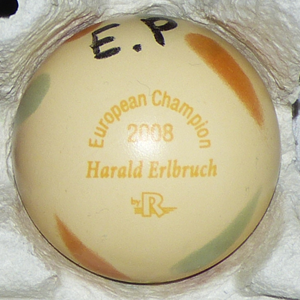 E.P
European Champion
2008
Harald Erlbruch
by R